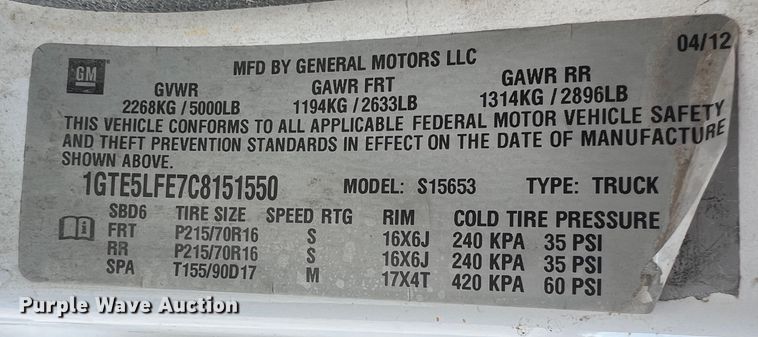 04/12
GM
MFD BY GENERAL MOTORS LLC
GVWR GAWR FRT GAWR RR
2268KG / 5000LB 1194KG / 2633LB 1314KG / 2896LB
THIS VEHICLE CONFORMS TO ALL APPLICABLE FEDERAL MOTOR VEHICLE SAFETY
AND THEFT PREVENTION STANDARDS IN EFFECT ON THE DATE OF MANUFACTURE
SHOWN ABOVE.
1GTE5LFE7C8151550 MODEL: S15653 TYPE: TRUCK
SBD6 TIRE SIZE SPEED RTG RIM COLD TIRE PRESSURE
FRT P215/70R16 S 16X6J 240 KPA 35 PSI
RR P215/70R16 S 16X6J 240 KPA 35 PSI
SPA T155/90D17 M 17X4T 420 KPA 60 PSI
Purple Wave Auction